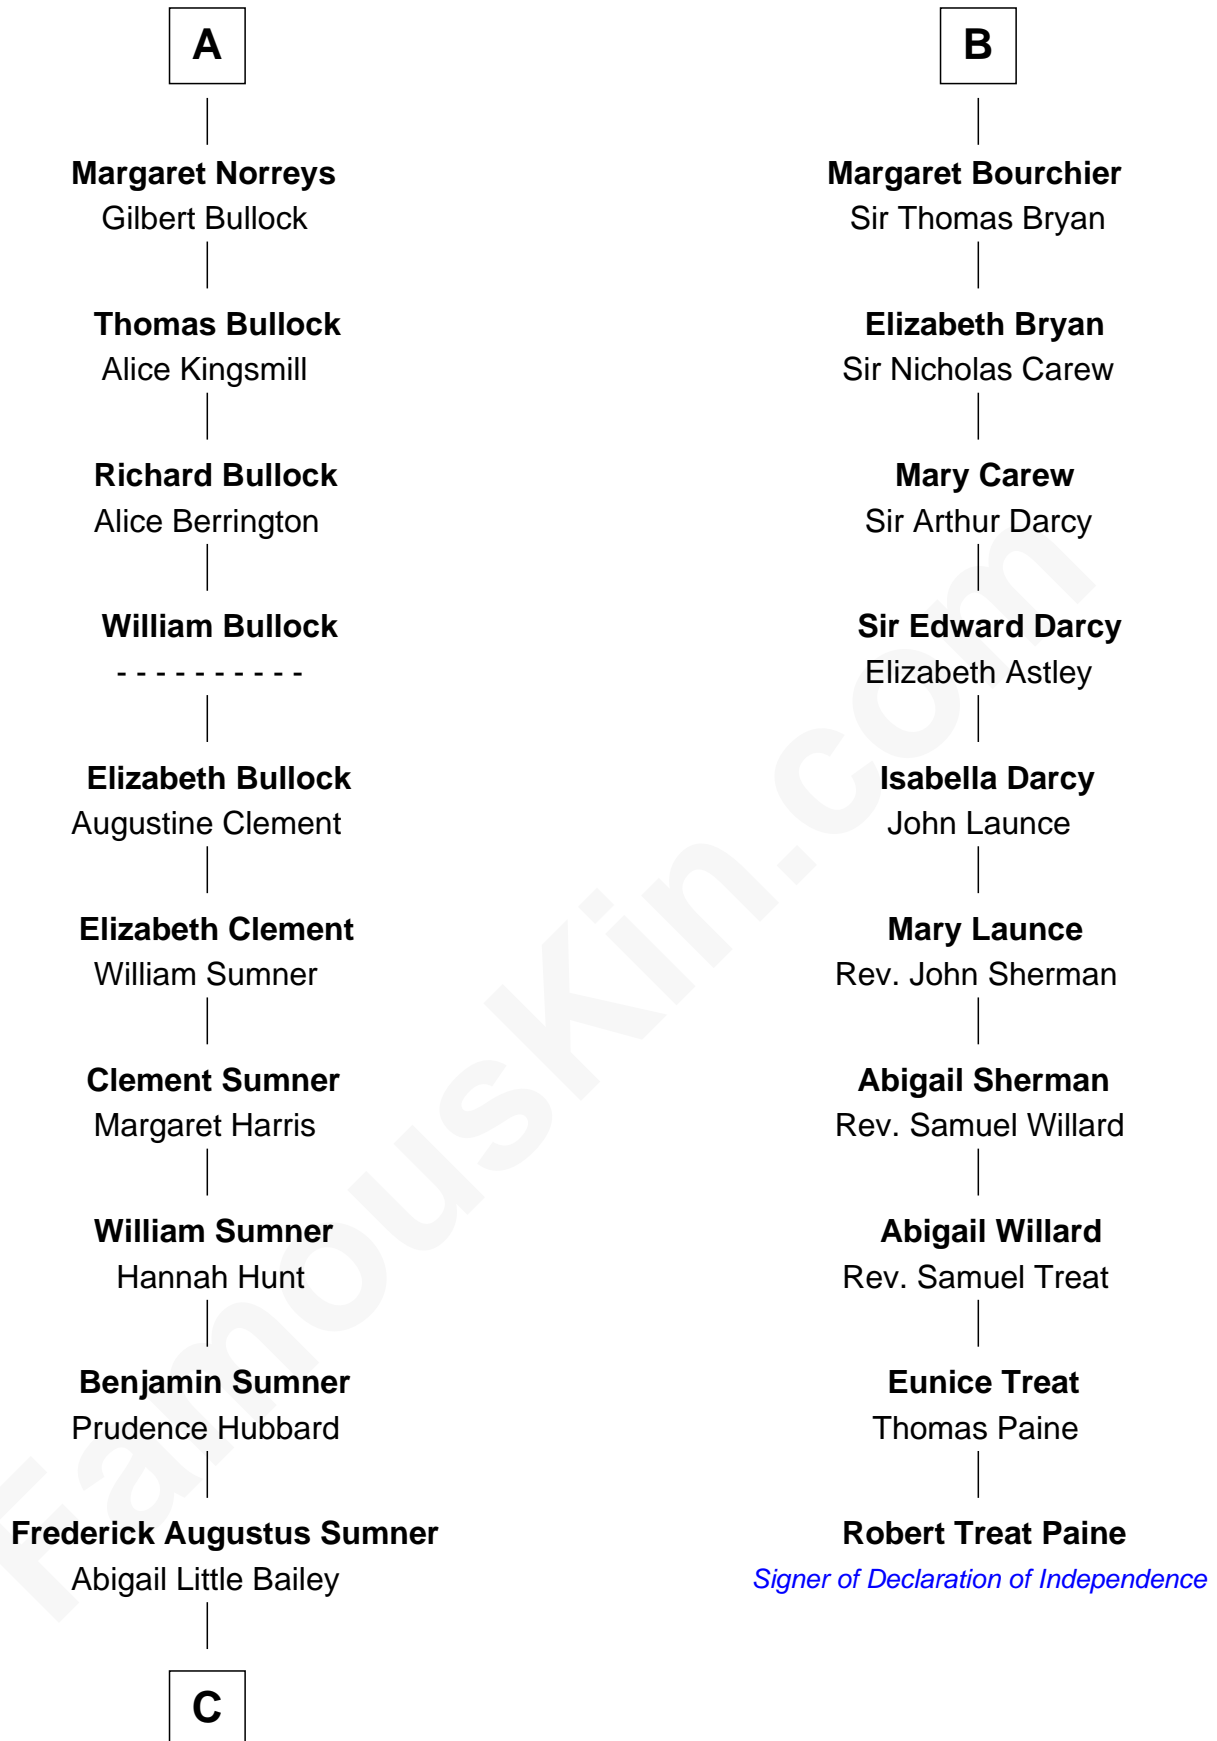 A
Margaret Norreys
Gilbert Bullock
Thomas Bullock
Alice Kingsmill
Richard Bullock
Alice Berrington
William Bullock
- - - - - - - - - -
Elizabeth Bullock
Augustine Clement
Elizabeth Clement
William Sumner
Clement Sumner
Margaret Harris
William Sumner
Hannah Hunt
Benjamin Sumner
Prudence Hubbard
Frederick Augustus Sumner
Abigail Little Bailey
C
B
Margaret Bourchier
Sir Thomas Bryan
Elizabeth Bryan
Sir Nicholas Carew
Mary Carew
Sir Arthur Darcy
Sir Edward Darcy
Elizabeth Astley
Isabella Darcy
John Launce
Mary Launce
Rev. John Sherman
Abigail Sherman
Rev. Samuel Willard
Abigail Willard
Rev. Samuel Treat
Eunice Treat
Thomas Paine
Robert Treat Paine
Signer of Declaration of Independence
FamousKin.com